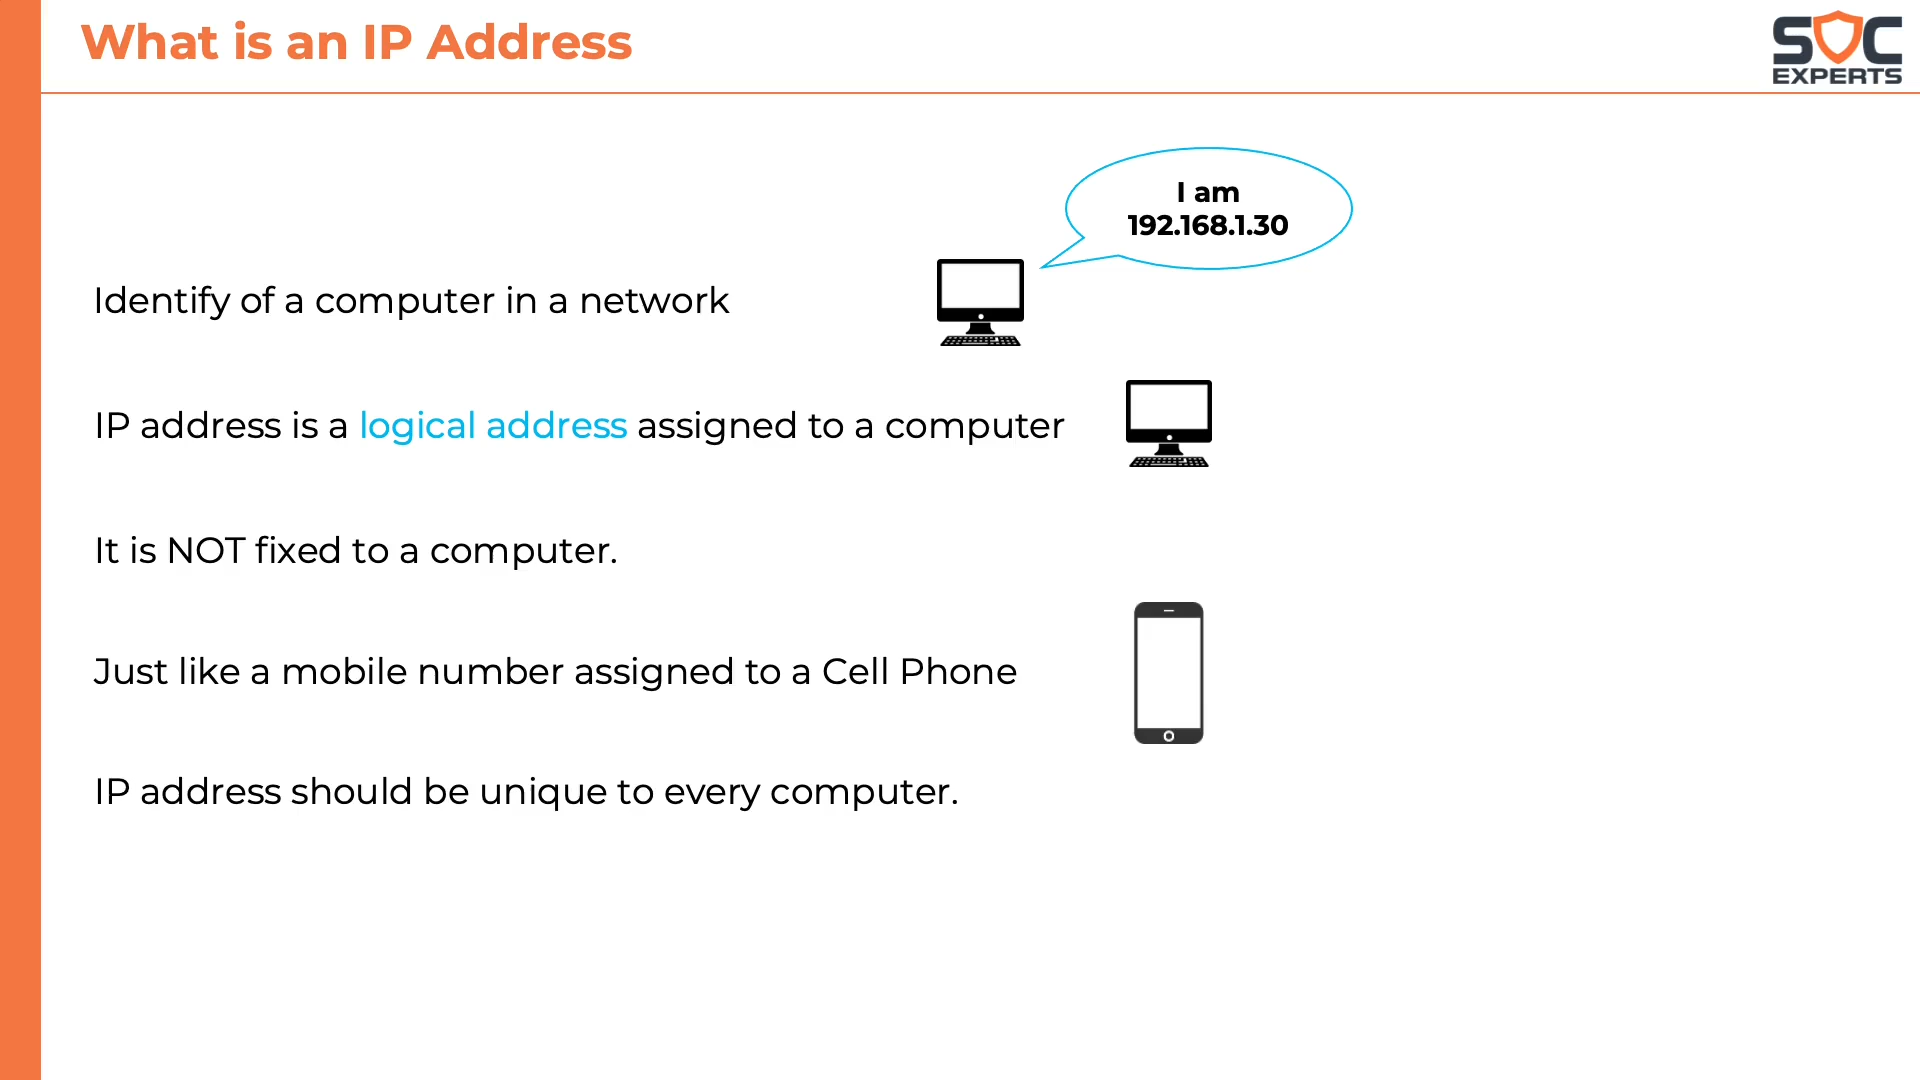 What is an IP Address
SOC
EXPERTS
I am
192.168.1.30
Identify of a computer in a network
IP address is a logical address assigned to a computer
It is NOT fixed to a computer.
Just like a mobile number assigned to a Cell Phone
IP address should be unique to every computer.